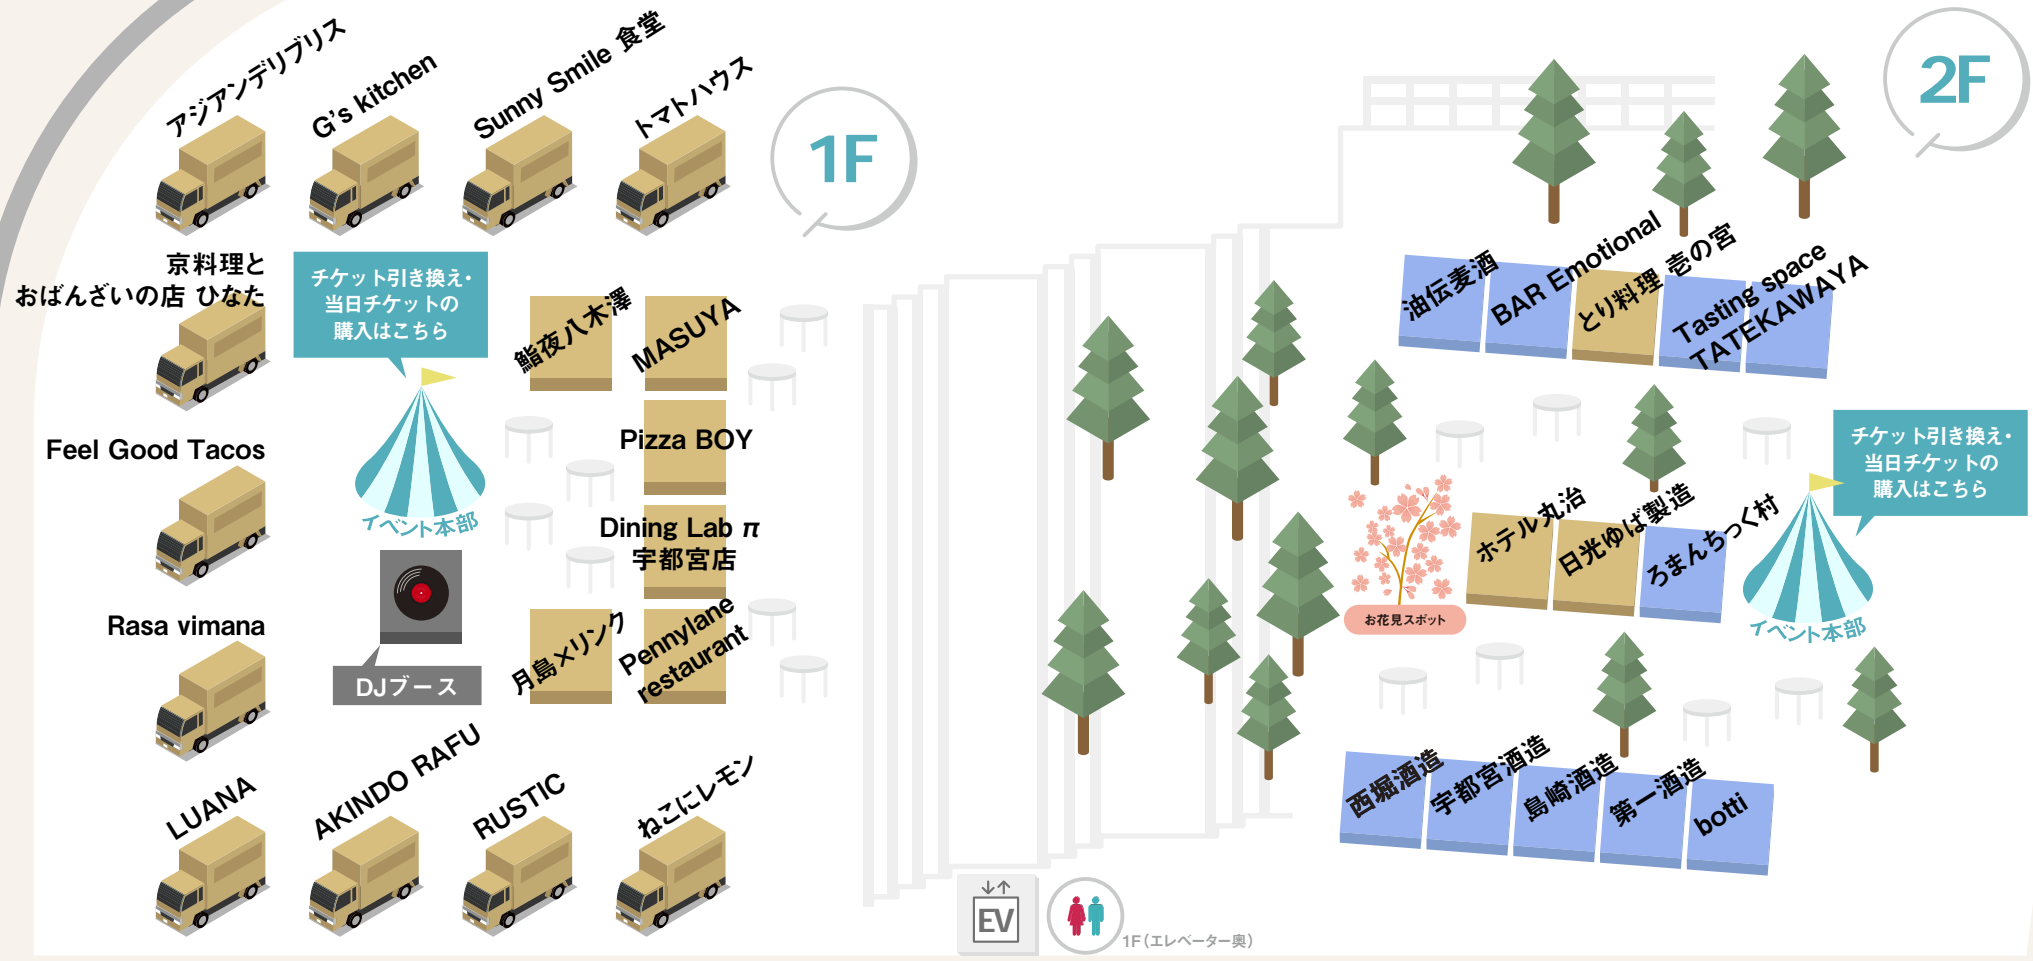 アジアンデリブリス
G's kitchen
Sunny Smile 食堂
トマトハウス
1F
京料理と
おばんざいの店 ひなた
チケット引き換え・
当日チケットの
購入はこちら
イベント本部
鮨夜八木澤
MASUYA
Feel Good Tacos
Pizza BOY
Dining Lab π
宇都宮店
Rasa vimana
DJブース
月島×リンク
Pennylane
restaurant
LUANA
AKINDO RAFU
RUSTIC
ねこにレモン
EV
1F(エレベーター奥)
2F
油伝麦酒
BAR Emotional
とり料理 壱の宮
Tasting space
TATEKAWAYA
チケット引き換え・
当日チケットの
購入はこちら
イベント本部
お花見スポット
ホテル丸治
日光ゆば製造
ろまんちっく村
西堀酒造
宇都宮酒造
島崎酒造
第一酒造
botti